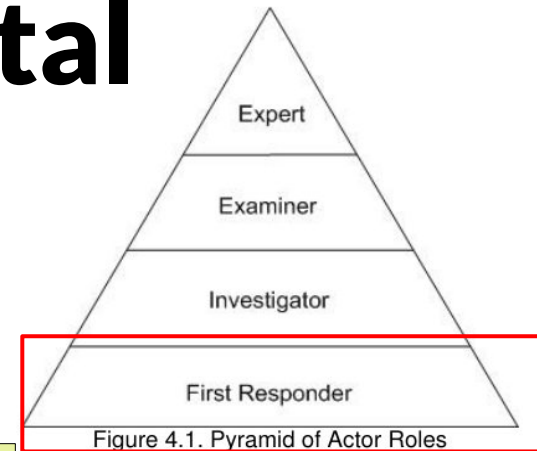 tal
Expert
Examiner
Investigator
First Responder
Figure 4.1. Pyramid of Actor Roles